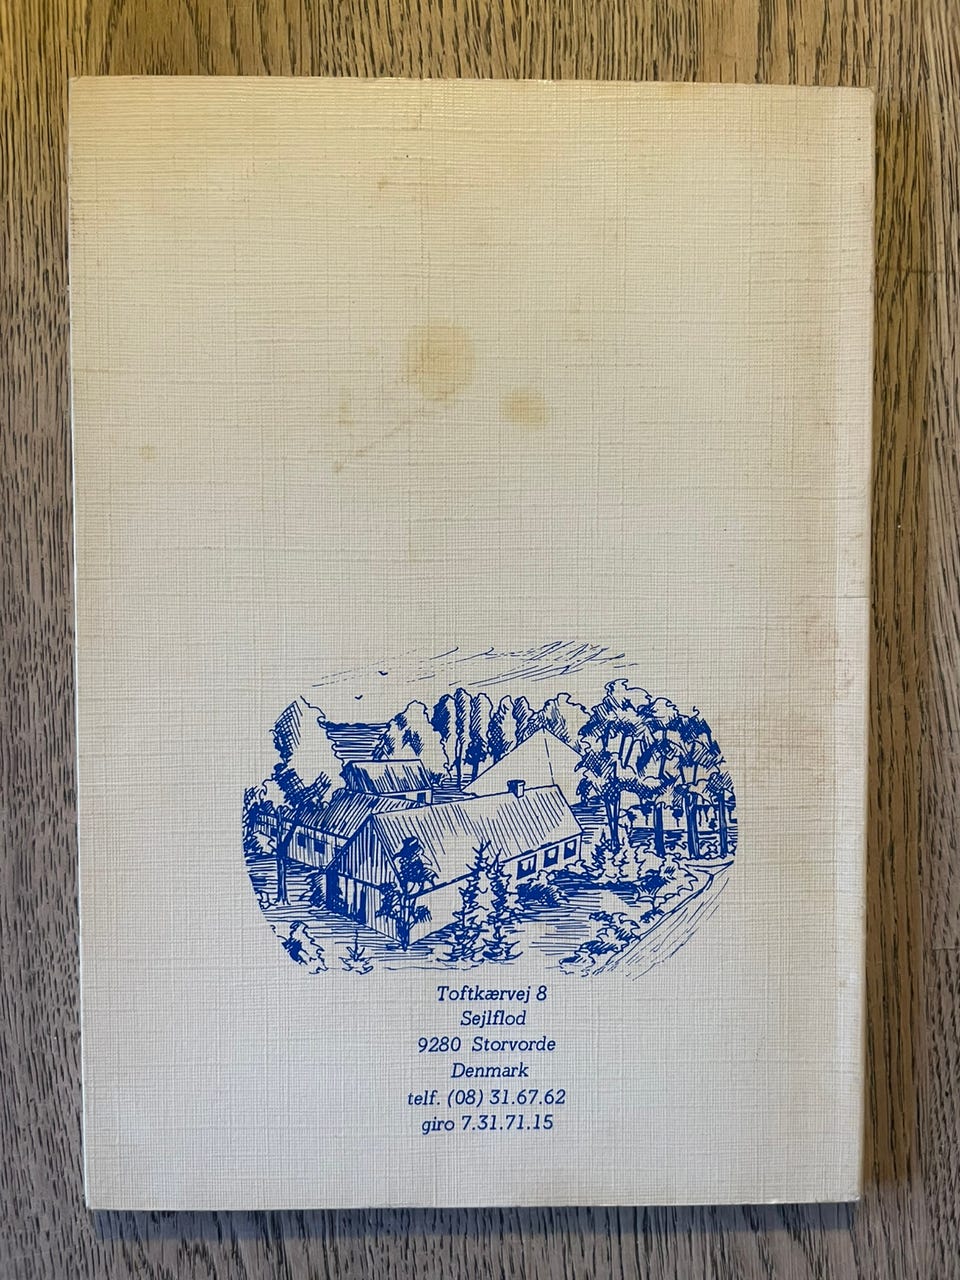 Toftkærvej 8
Sejlflod
9280 Storvorde
Denmark
telf. (08) 31.67.62
giro 7.31.71.15